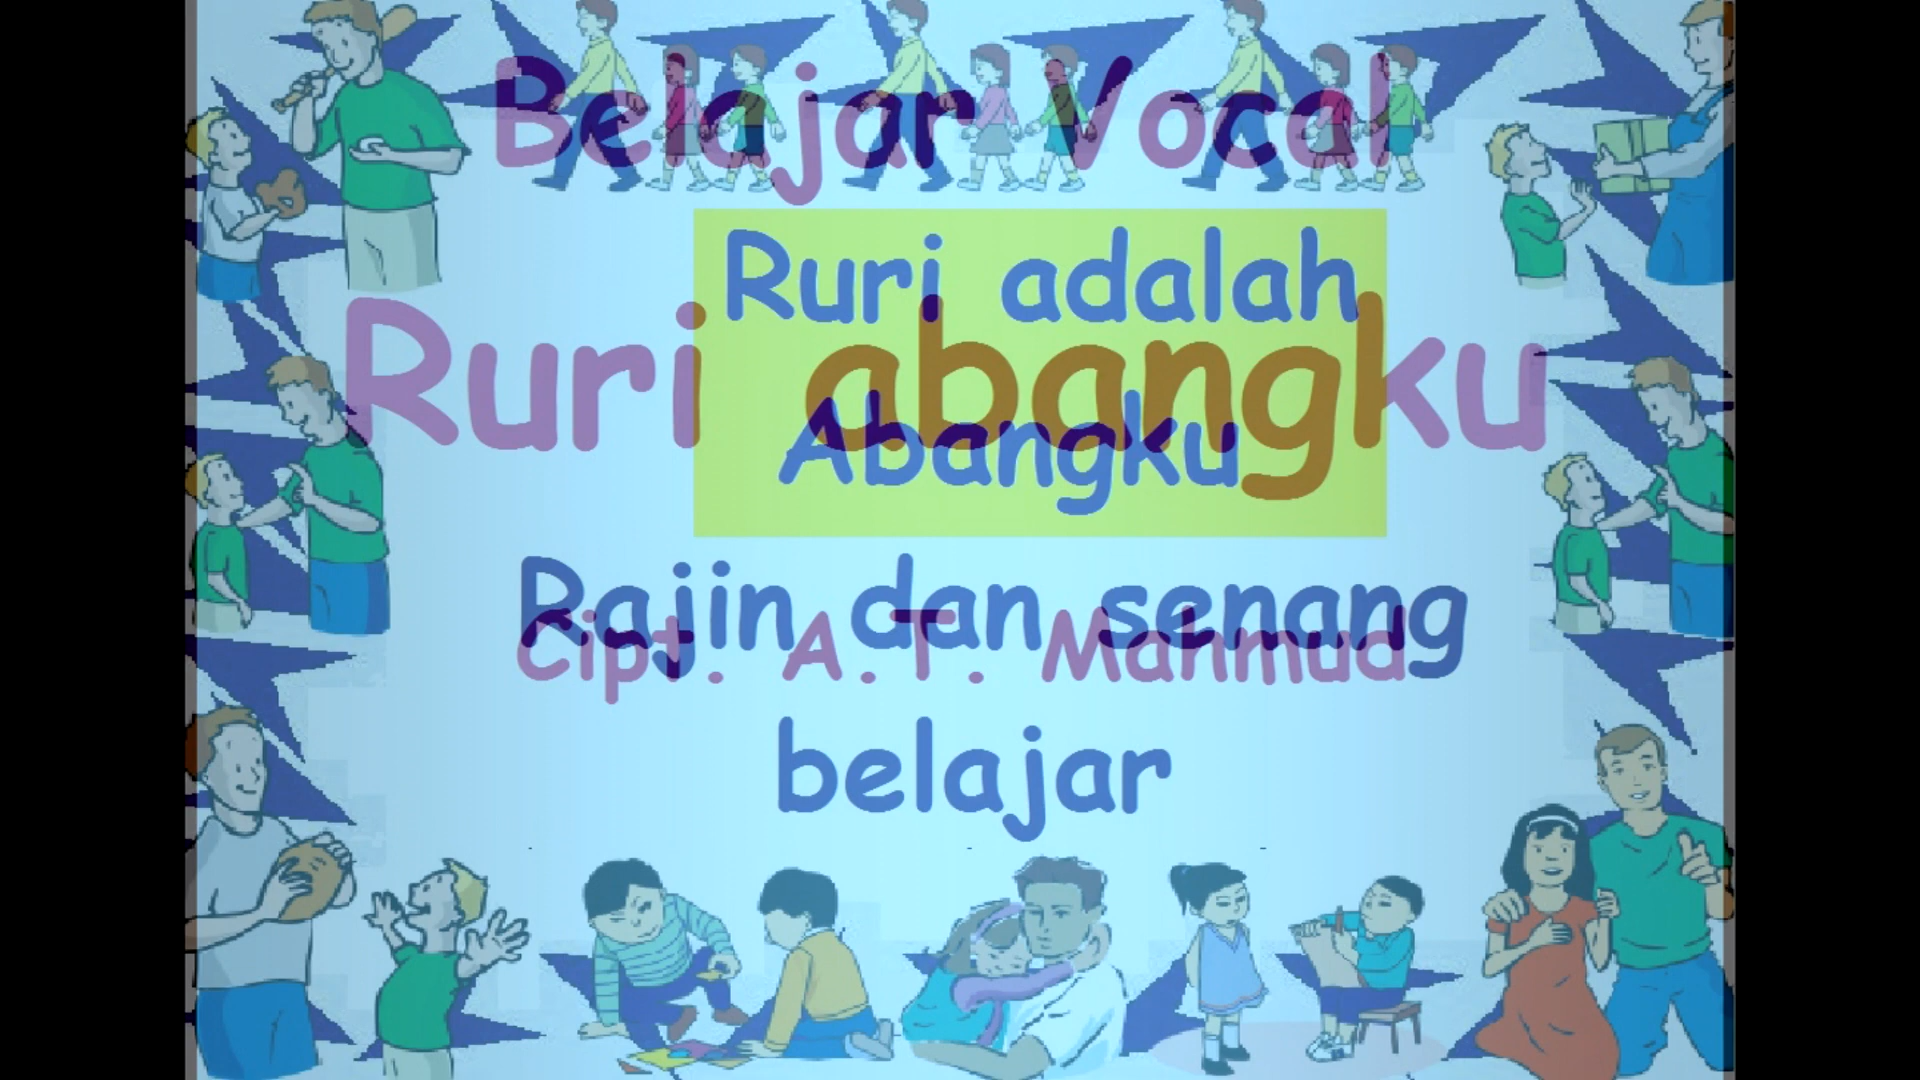 Belajar Vocal
Ruri abangku
Cipt. A.T. Mahmud
Ruri adalah
Abangku
Rajin dan senang
belajar